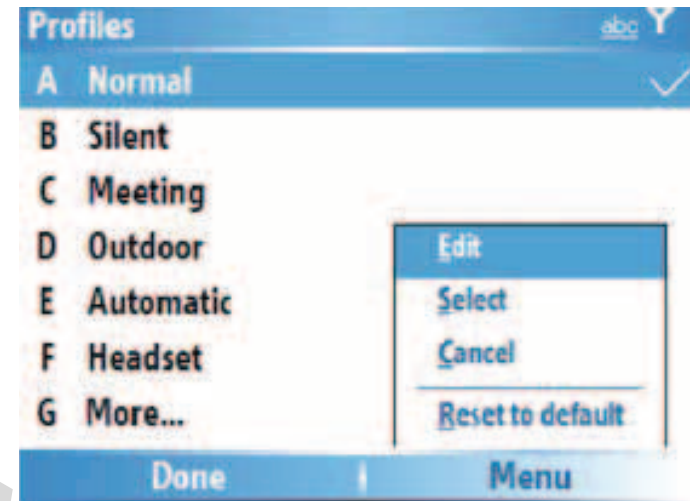 Profiles abc
A Normal
B Silent
C Meeting
D Outdoor
E Automatic
F Headset
G More...
Edit
Select
Cancel
Reset to default
Done Menu